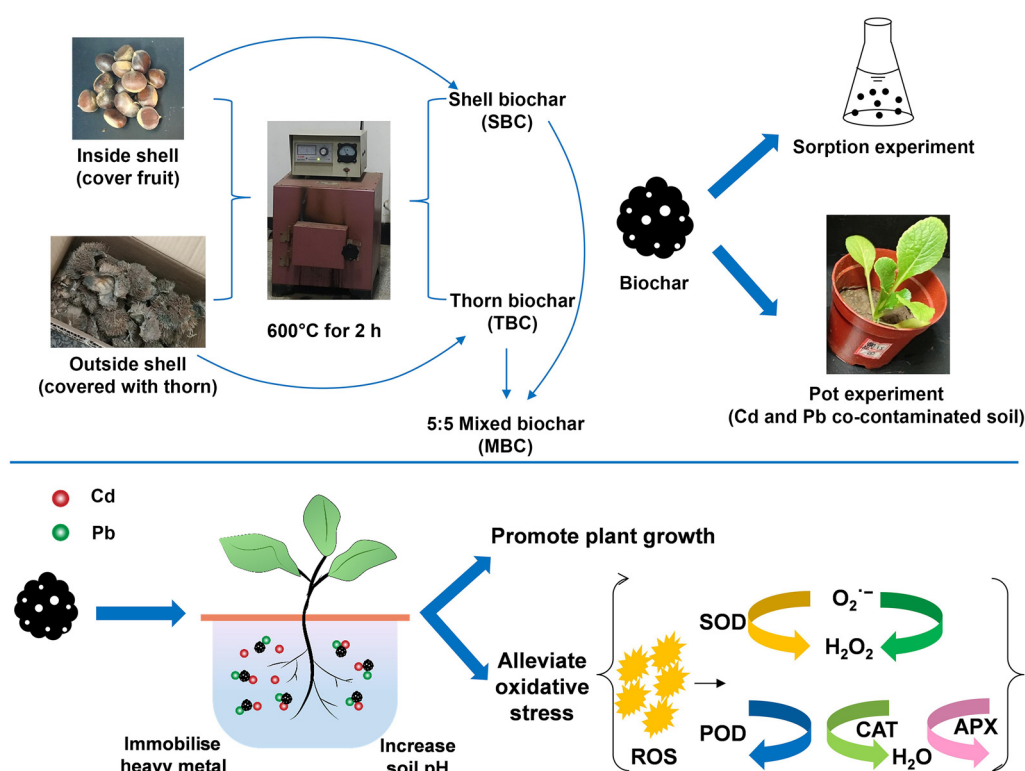 Inside shell
(cover fruit)
Outside shell
(covered with thorn)
600°C for 2 h
Shell biochar
(SBC)
Thorn biochar
(TBC)
5:5 Mixed biochar
(MBC)
Biochar
Sorption experiment
Pot experiment
(Cd and Pb co-contaminated soil)
Cd
Pb
Immobilise
heavy metal
Increase
soil pH
Promote plant growth
Alleviate
oxidative
stress
ROS
SOD
O₂·−
H₂O₂
POD
CAT
H₂O
APX